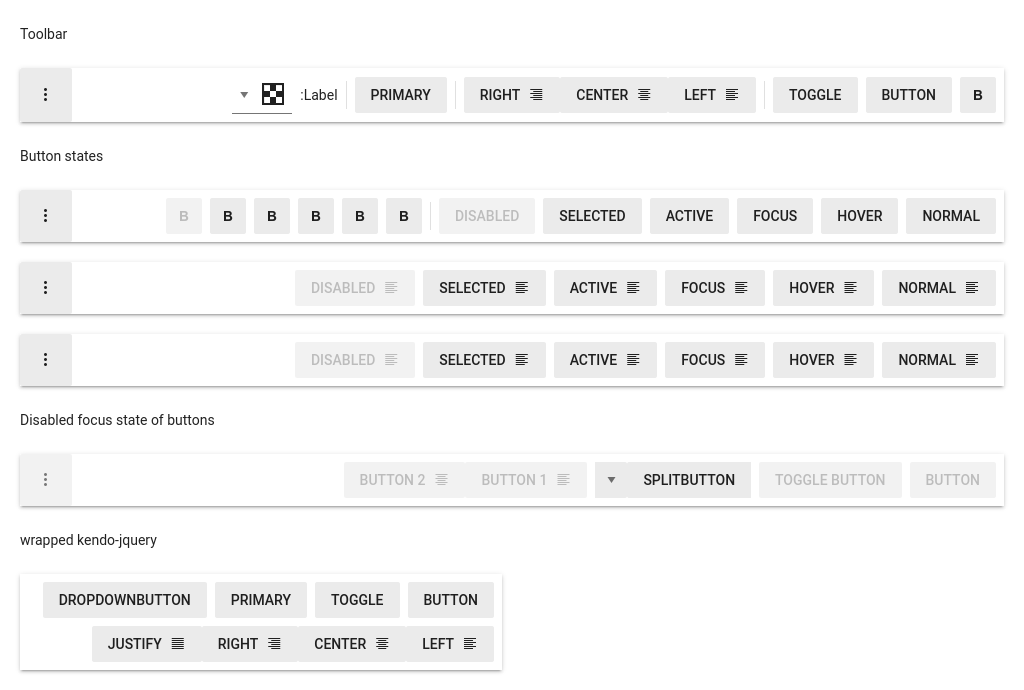 Toolbar
:Label PRIMARY RIGHT CENTER LEFT TOGGLE BUTTON B
Button states
B B B B B B DISABLED SELECTED ACTIVE FOCUS HOVER NORMAL
DISABLED SELECTED ACTIVE FOCUS HOVER NORMAL
DISABLED SELECTED ACTIVE FOCUS HOVER NORMAL
Disabled focus state of buttons
BUTTON 2 BUTTON 1 SPLITBUTTON TOGGLE BUTTON BUTTON
wrapped kendo-jquery
DROPDOWNBUTTON PRIMARY TOGGLE BUTTON
JUSTIFY RIGHT CENTER LEFT